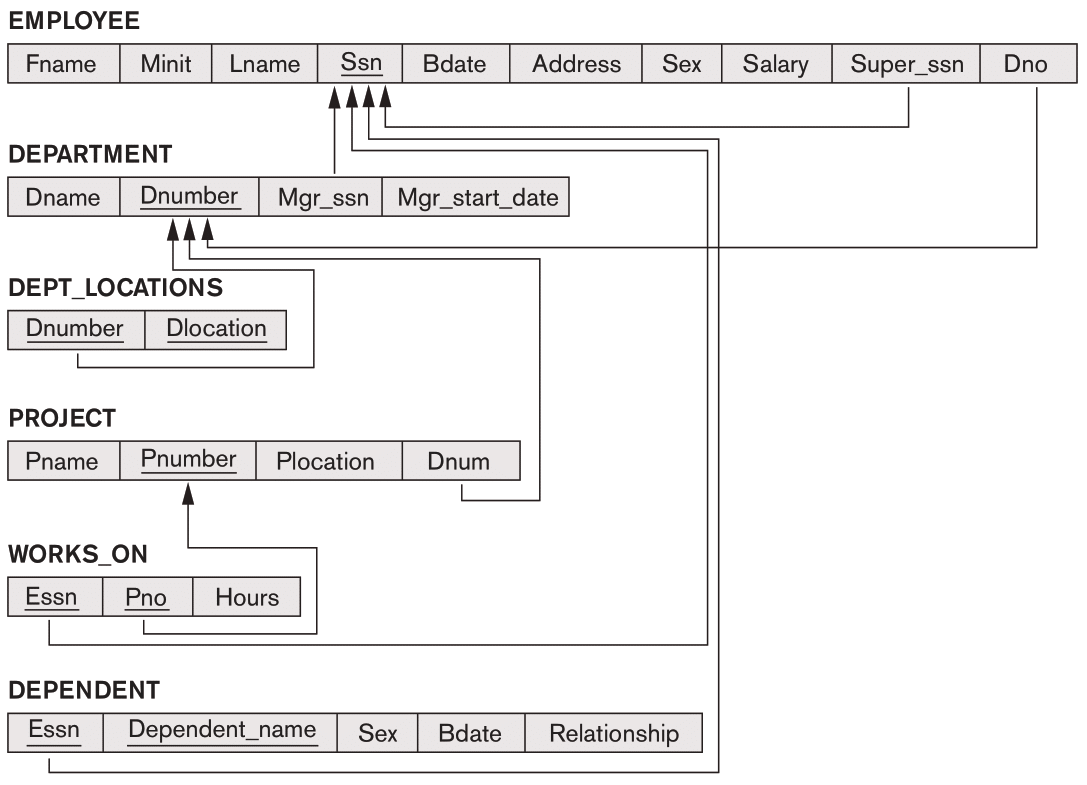 EMPLOYEE
Fname Minit Lname Ssn Bdate Address Sex Salary Super_ssn Dno
DEPARTMENT
Dname Dnumber Mgr_ssn Mgr_start_date
DEPT_LOCATIONS
Dnumber Dlocation
PROJECT
Pname Pnumber Plocation Dnum
WORKS_ON
Essn Pno Hours
DEPENDENT
Essn Dependent_name Sex Bdate Relationship